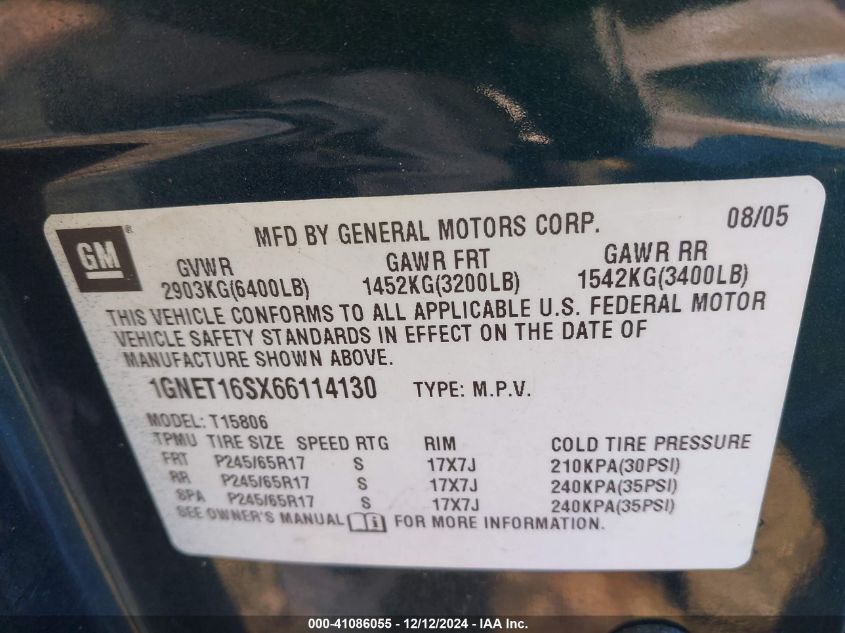 GM
MFD BY GENERAL MOTORS CORP.
08/05
GVWR GAWR FRT GAWR RR
2903KG(6400LB) 1452KG(3200LB) 1542KG(3400LB)
THIS VEHICLE CONFORMS TO ALL APPLICABLE U.S. FEDERAL MOTOR
VEHICLE SAFETY STANDARDS IN EFFECT ON THE DATE OF
MANUFACTURE SHOWN ABOVE.
1GNET16SX66114130 TYPE: M.P.V.
MODEL: T15806
TPMU TIRE SIZE SPEED RTG RIM COLD TIRE PRESSURE
FRT P245/65R17 S 17X7J 210KPA(30PSI)
RR P245/65R17 S 17X7J 240KPA(35PSI)
SPA P245/65R17 S 17X7J 240KPA(35PSI)
SEE OWNER'S MANUAL FOR MORE INFORMATION.
000-41086055 - 12/12/2024 - IAA Inc.